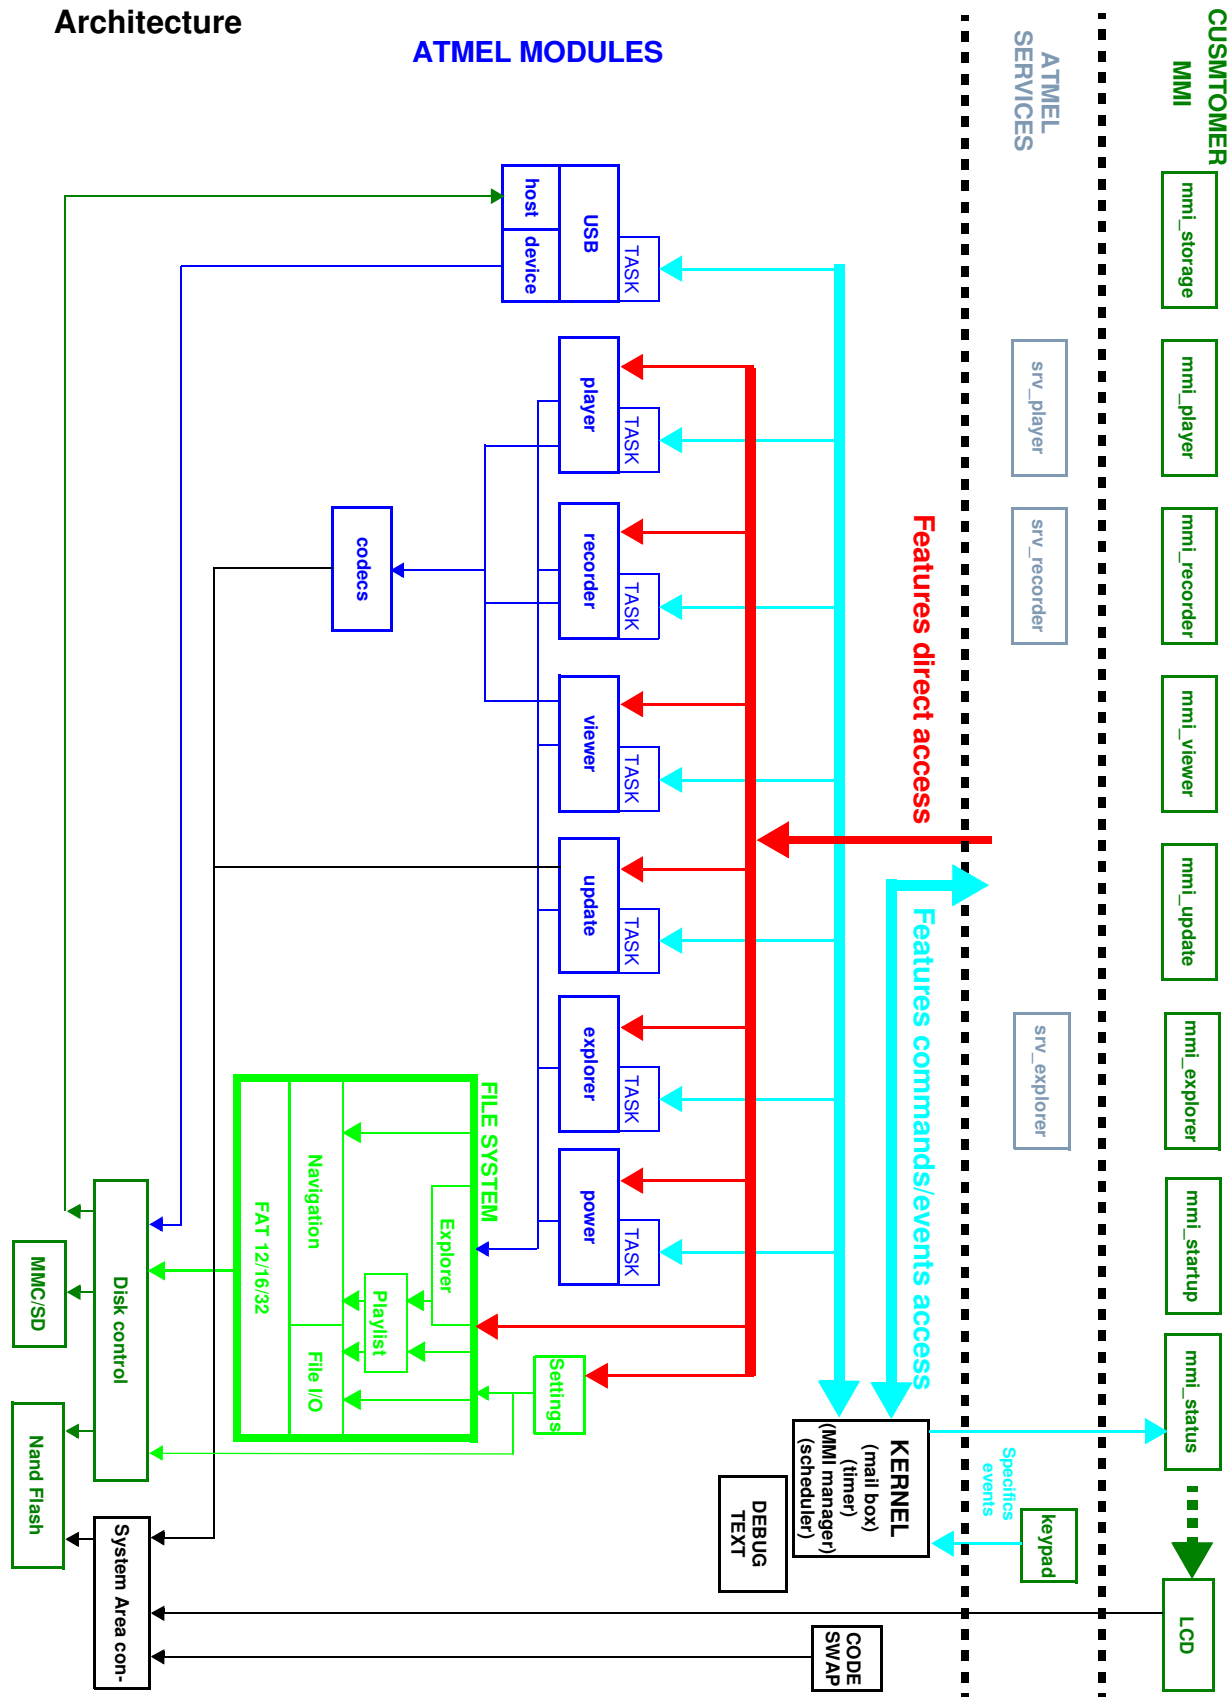 Architecture
ATMEL MODULES
ATMEL
SERVICES
CUSMTOMER
MMI
mmi_storage
mmi_player
mmi_recorder
mmi_viewer
mmi_update
mmi_explorer
mmi_startup
mmi_status
LCD
srv_player
srv_recorder
srv_explorer
keypad
Specifics
events
Features direct access
Features commands/events access
KERNEL
(mail box)
(timer)
(MMI manager)
(scheduler)
DEBUG
TEXT
CODE
SWAP
USB
host
device
TASK
player
TASK
recorder
TASK
viewer
TASK
update
TASK
explorer
TASK
power
TASK
codecs
FILE SYSTEM
Explorer
Playlist
Navigation
File I/O
FAT 12/16/32
Settings
Disk control
System Area con-
MMC/SD
Nand Flash